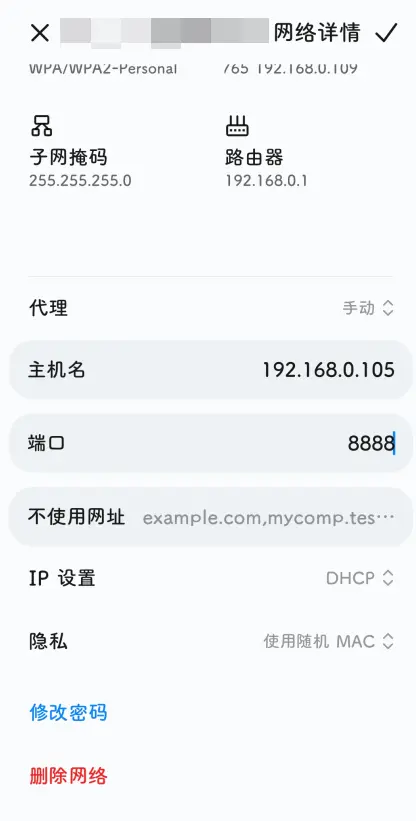 网络详情
WPA/WPA2-Personal 765 192.168.0.109
子网掩码 路由器
255.255.255.0 192.168.0.1
代理 手动
主机名 192.168.0.105
端口 8888
不使用网址 example.com,mycomp.tes…
IP 设置 DHCP
隐私 使用随机 MAC
修改密码
删除网络